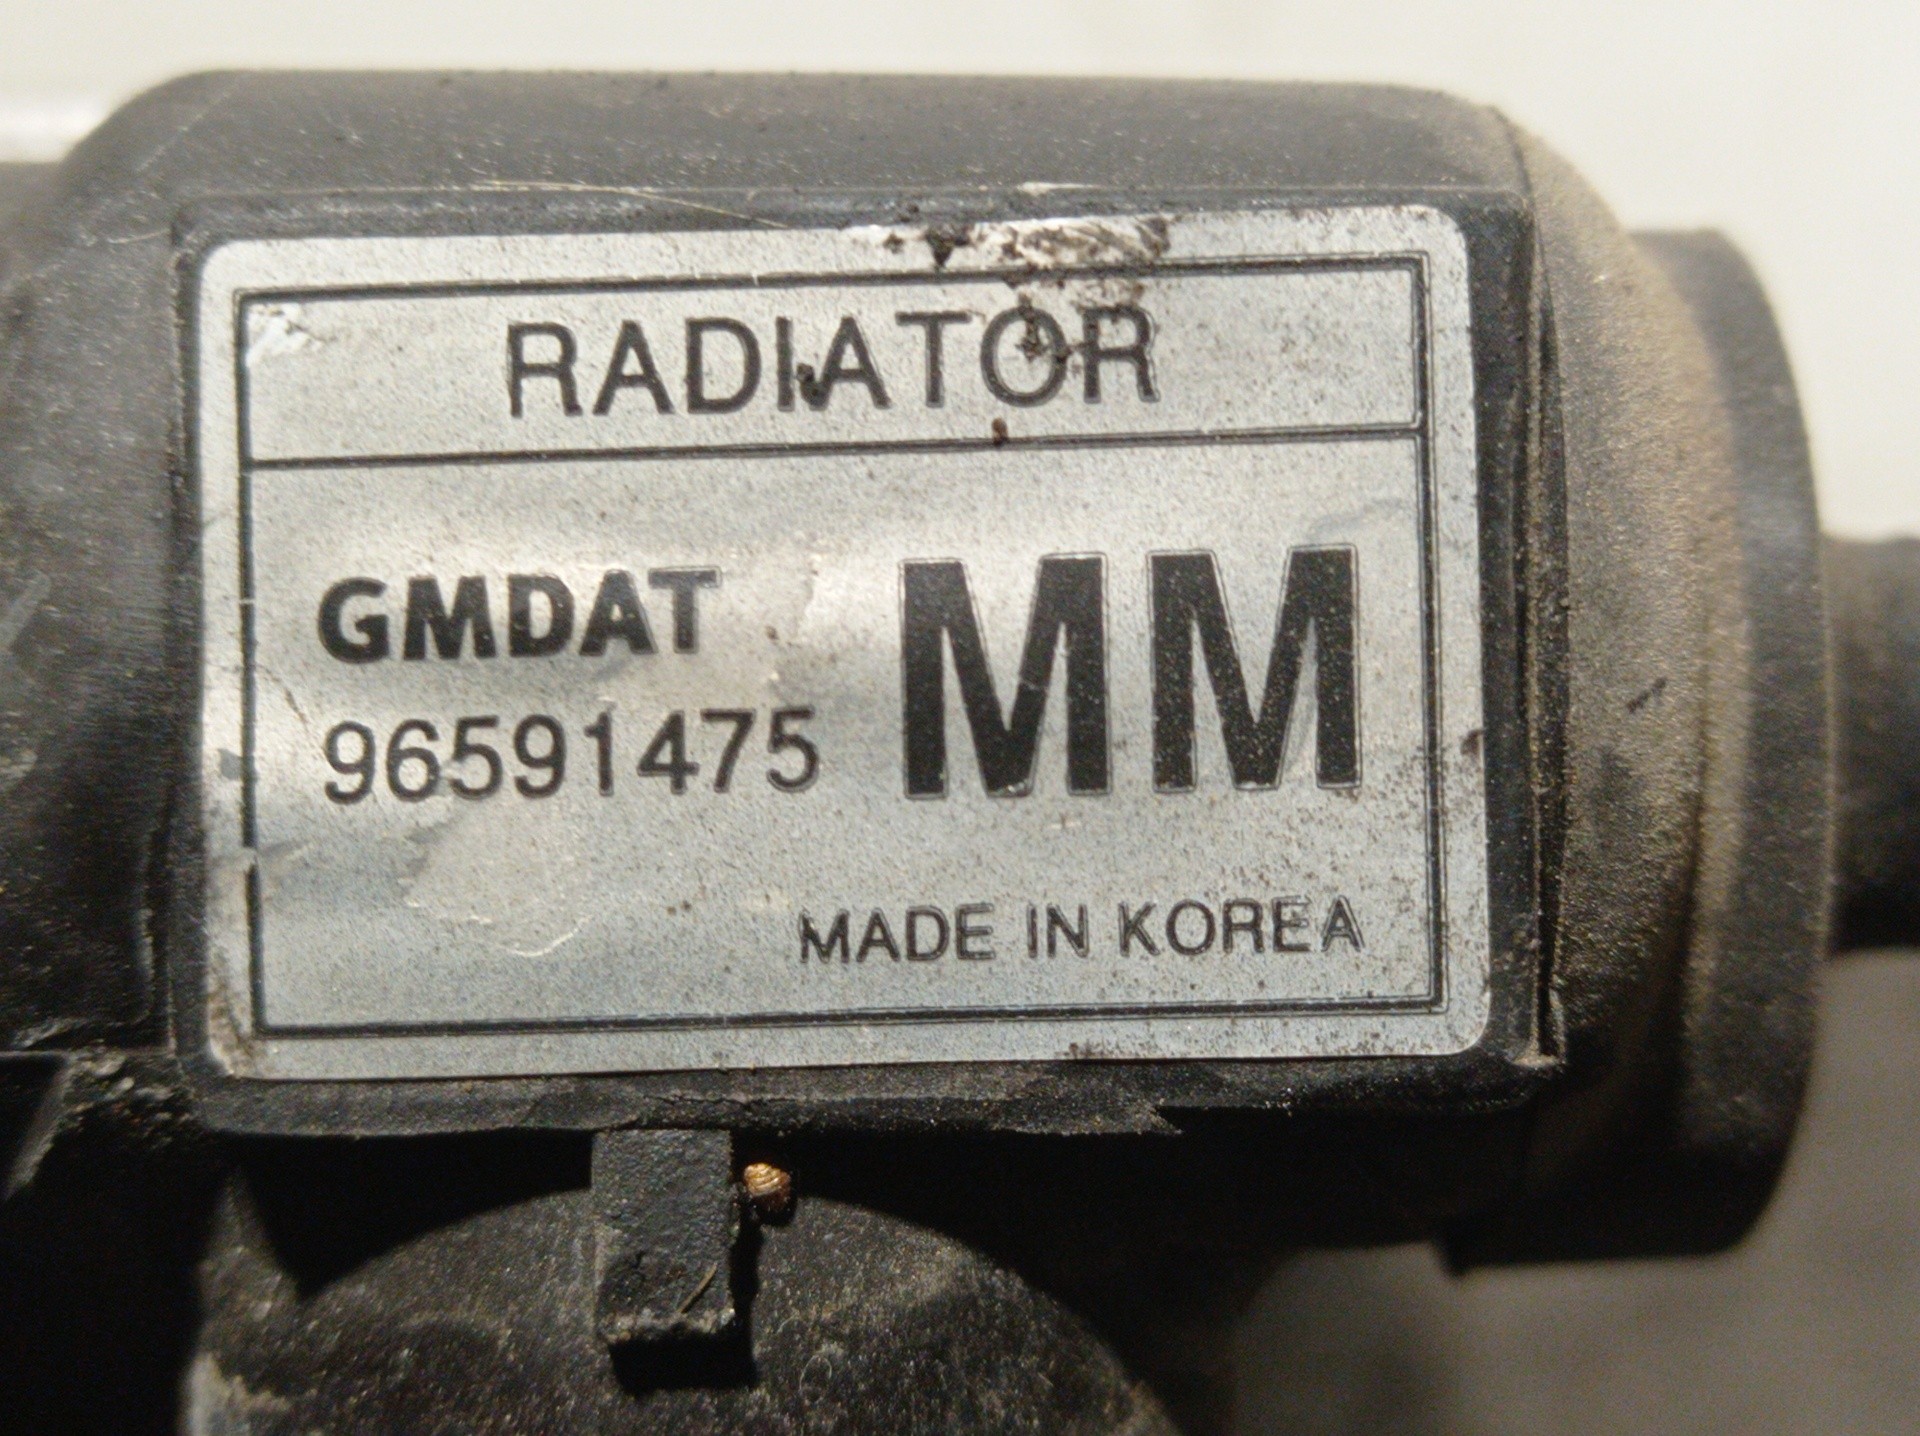 RADIATOR
GMDAT MM
96591475
MADE IN KOREA